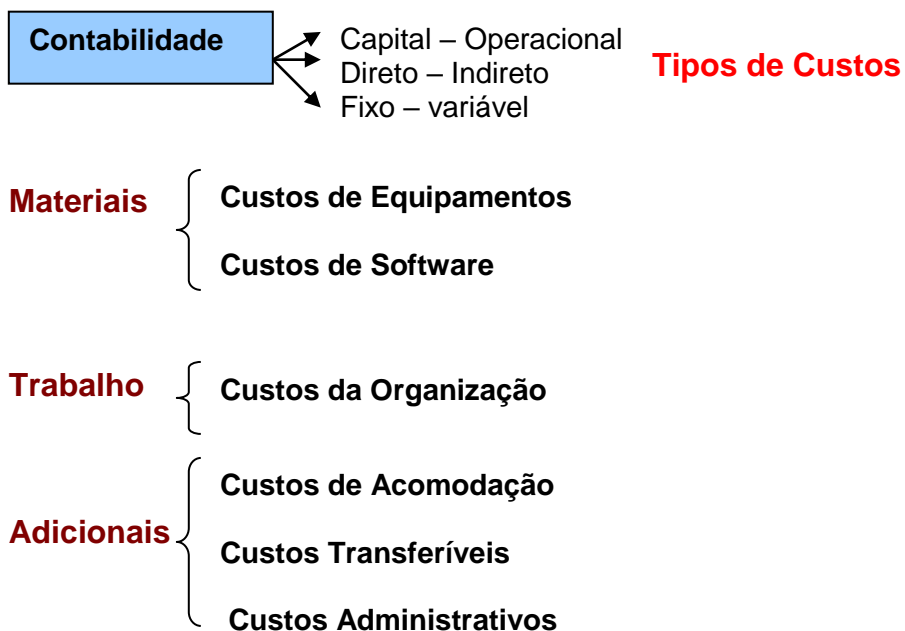 Contabilidade
Capital – Operacional
Direto – Indireto
Fixo – variável
Tipos de Custos
Materiais
Custos de Equipamentos
Custos de Software
Trabalho
Custos da Organização
Adicionais
Custos de Acomodação
Custos Transferíveis
Custos Administrativos